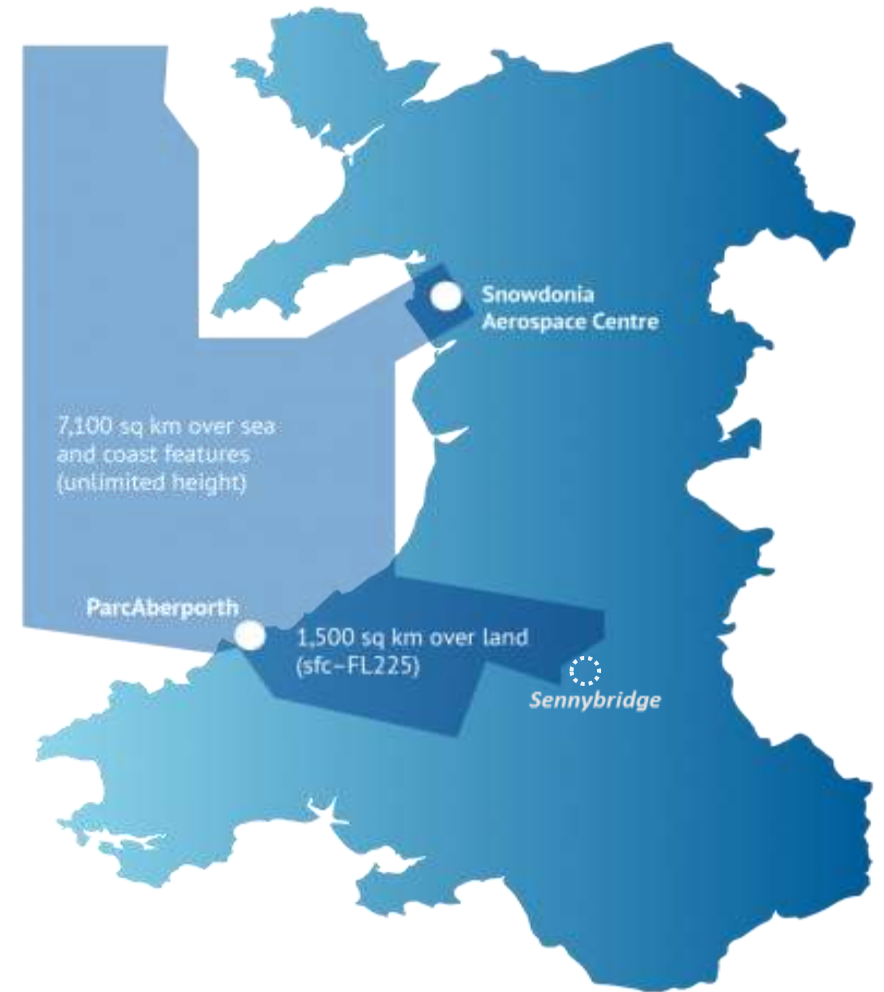 Snowdonia
Aerospace Centre
7,100 sq km over sea
and coast features
(unlimited height)
ParcAberporth
1,500 sq km over land
(sfc–FL225)
Sennybridge